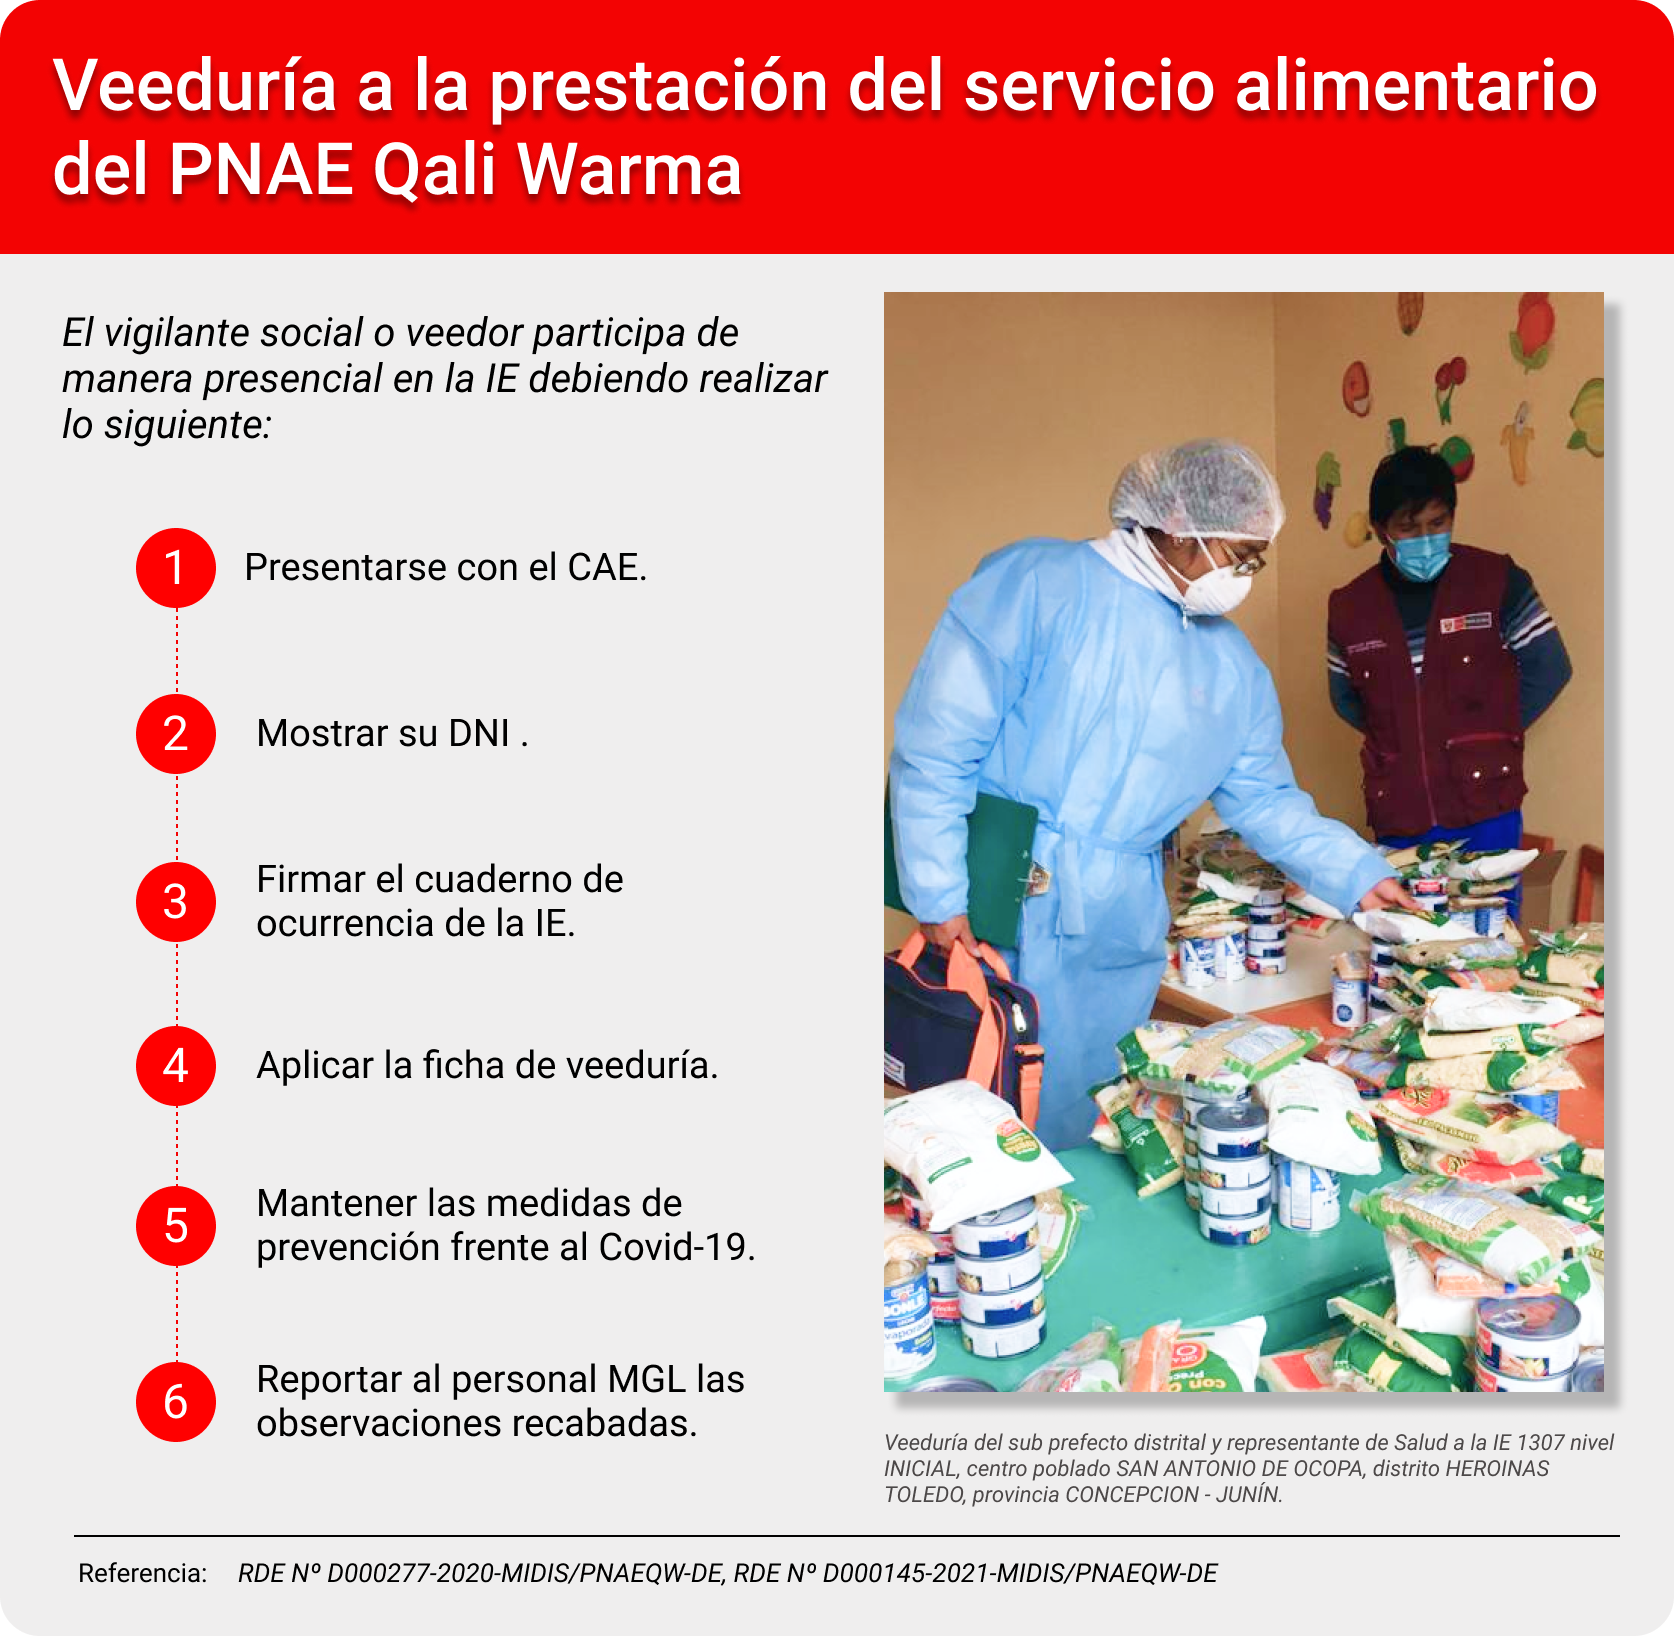 Veeduría a la prestación del servicio alimentario
del PNAE Qali Warma
El vigilante social o veedor participa de
manera presencial en la IE debiendo realizar
lo siguiente:
1 Presentarse con el CAE.
2 Mostrar su DNI .
3 Firmar el cuaderno de
ocurrencia de la IE.
4 Aplicar la ficha de veeduría.
5 Mantener las medidas de
prevención frente al Covid-19.
6 Reportar al personal MGL las
observaciones recabadas.
Veeduría del sub prefecto distrital y representante de Salud a la IE 1307 nivel
INICIAL, centro poblado SAN ANTONIO DE OCOPA, distrito HEROINAS
TOLEDO, provincia CONCEPCION - JUNÍN.
Referencia: RDE Nº D000277-2020-MIDIS/PNAEQW-DE, RDE Nº D000145-2021-MIDIS/PNAEQW-DE